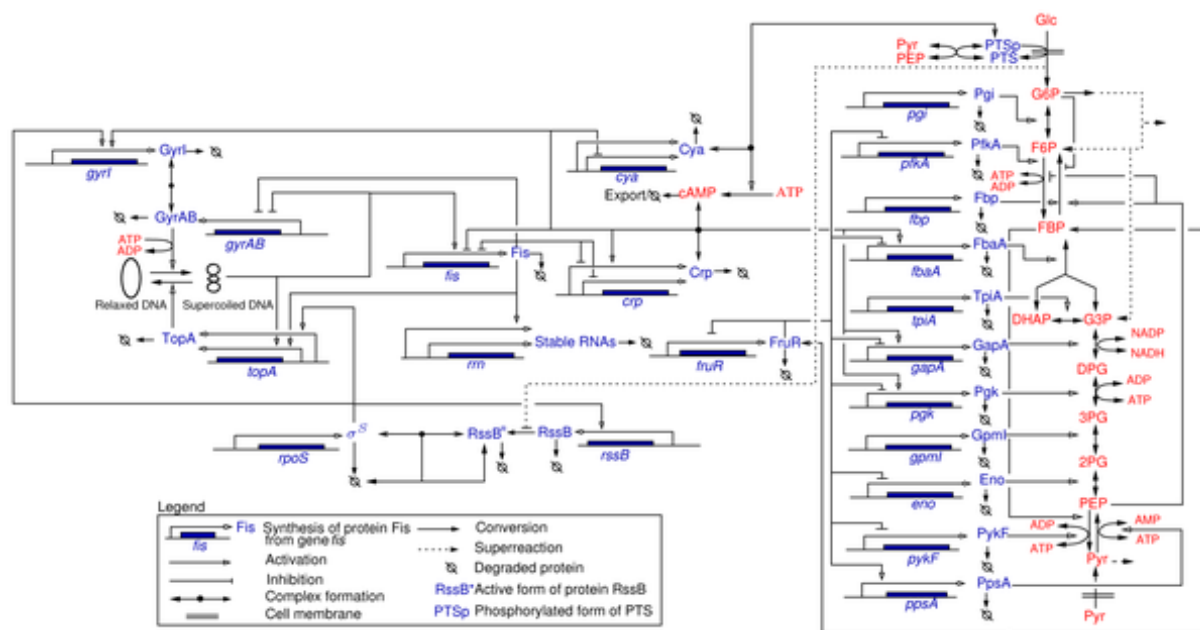 Glc
Pyr
PEP
PTSp
PTS
Pgi
G6P
pgi
GyrI
gyrI
Cya
cya
PfkA
F6P
pfkA
ATP
ADP
Export/Ø
cAMP
ATP
Fbp
fbp
FBP
GyrAB
gyrAB
ATP
ADP
Fis
fis
Crp
crp
FbaA
fbaA
Relaxed DNA
Supercoiled DNA
TpiA
tpiA
DHAP
G3P
TopA
topA
Stable RNAs
rrn
FruR
fruR
GapA
gapA
NADP
NADH
DPG
Pgk
pgk
ADP
ATP
3PG
σS
rpoS
RssB*
RssB
rssB
GpmI
gpmI
2PG
Eno
eno
PEP
PykF
pykF
ADP
ATP
AMP
ATP
Pyr
PpsA
ppsA
Pyr
Legend
Fis
fis
Synthesis of protein Fis
from gene fis
Activation
Inhibition
Complex formation
Cell membrane
Conversion
Superreaction
Degraded protein
RssB* Active form of protein RssB
PTSp Phosphorylated form of PTS